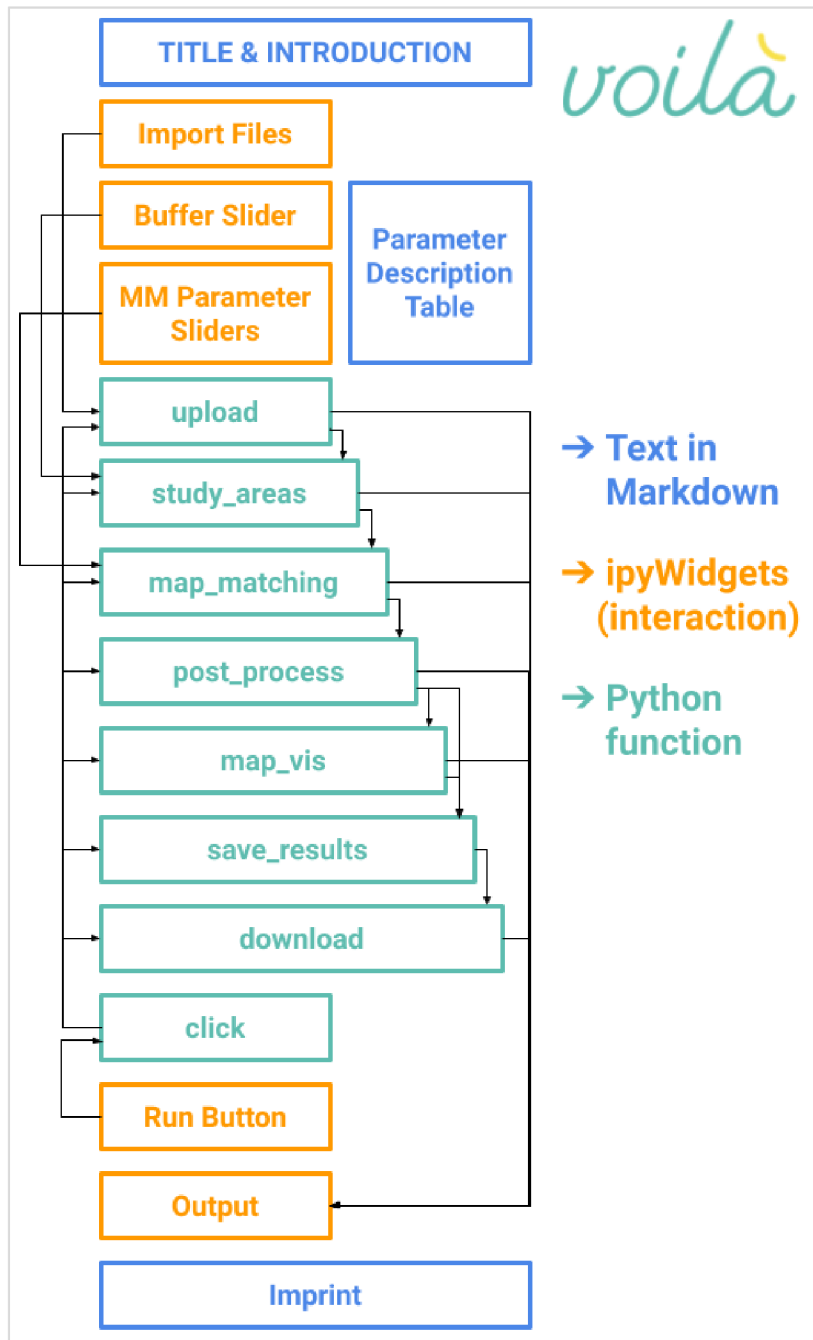 TITLE & INTRODUCTION
voilà
Import Files
Buffer Slider
Parameter
Description
Table
MM Parameter
Sliders
upload
study_areas
map_matching
post_process
map_vis
save_results
download
click
Run Button
Output
Imprint
→ Text in
Markdown
→ ipyWidgets
(interaction)
→ Python
function